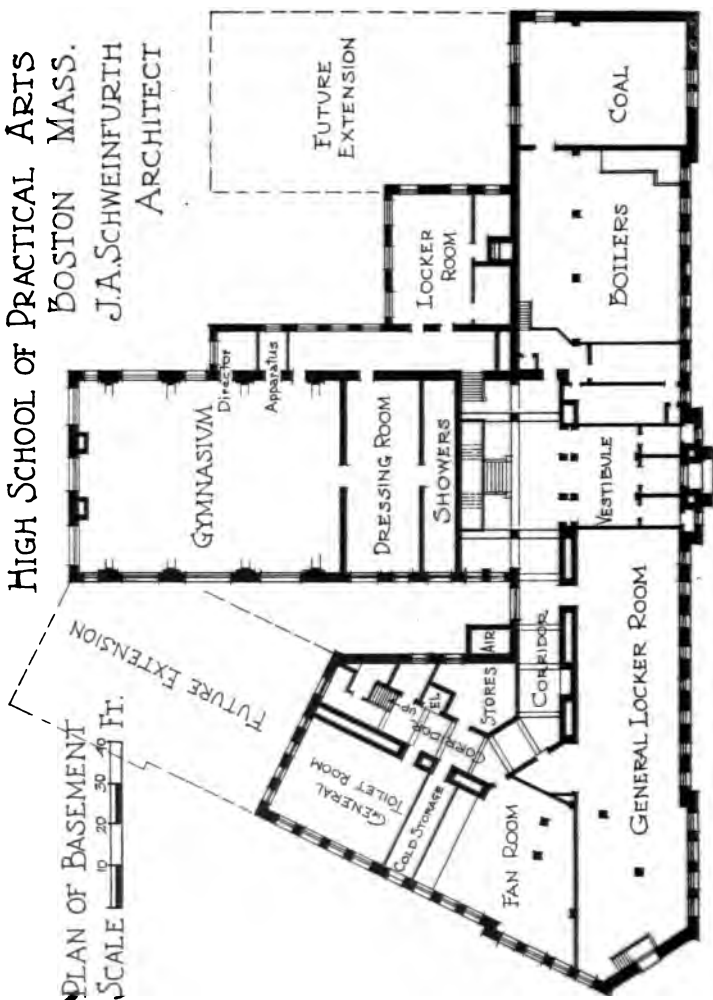 HIGH SCHOOL OF PRACTICAL ARTS
BOSTON MASS.
J.A.SCHWEINFURTH
ARCHITECT
PLAN OF BASEMENT
SCALE
10 20 30 40 FT.
FUTURE EXTENSION
GYMNASIUM
Director
Apparatus
DRESSING ROOM
SHOWERS
LOCKER
ROOM
FUTURE
EXTENSION
COAL
BOILERS
VESTIBULE
GENERAL LOCKER ROOM
CORRIDOR
AIR
STORES
EL.
UP
CORRIDOR
GENERAL
TOILET ROOM
COLD STORAGE
FAN ROOM